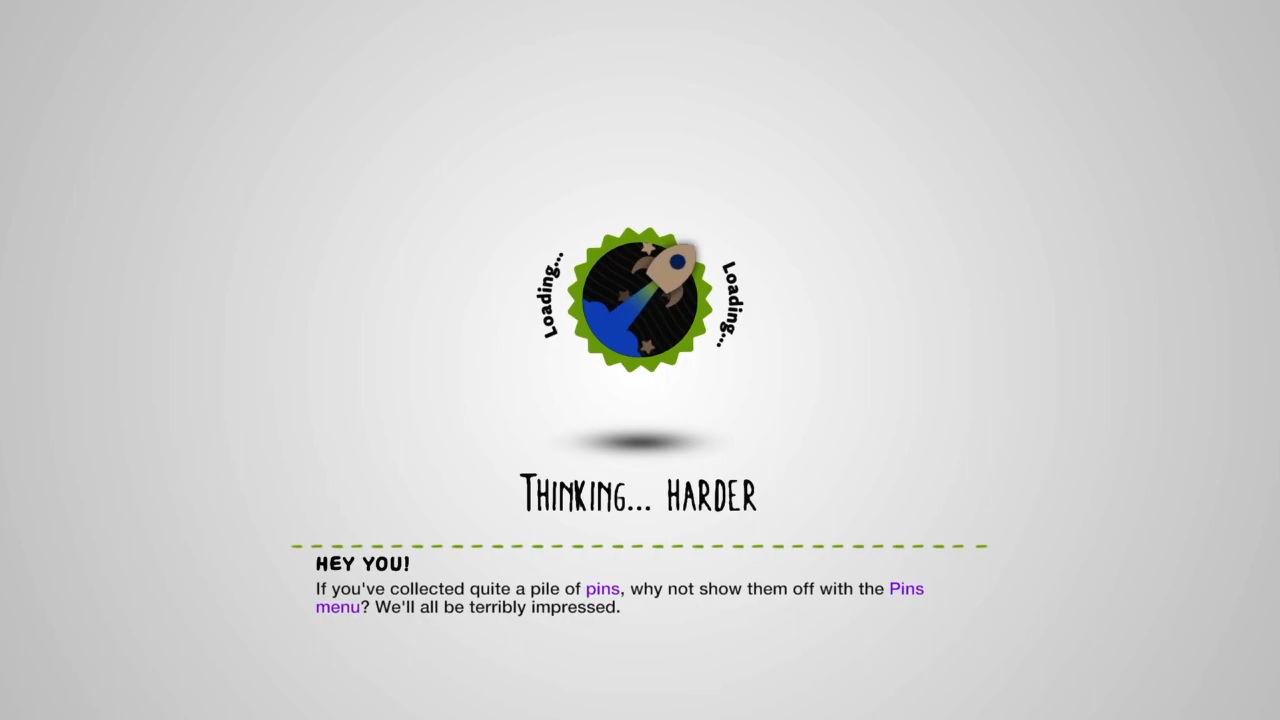 Loading...
Loading...
THINKING... HARDER
HEY YOU!
If you've collected quite a pile of pins, why not show them off with the Pins
menu? We'll all be terribly impressed.